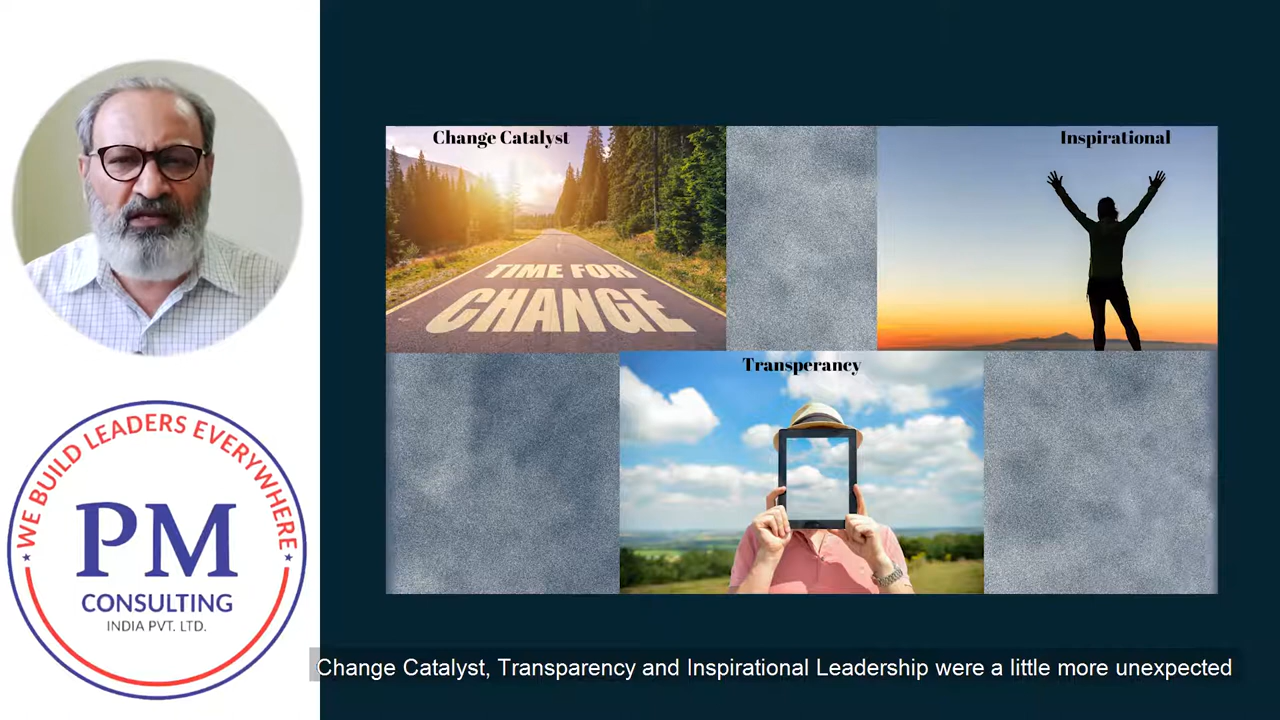 Change Catalyst
Inspirational
TIME FOR
CHANGE
Transperancy
WE BUILD LEADERS EVERYWHERE
PM
CONSULTING
INDIA PVT. LTD.
Change Catalyst, Transparency and Inspirational Leadership were a little more unexpected